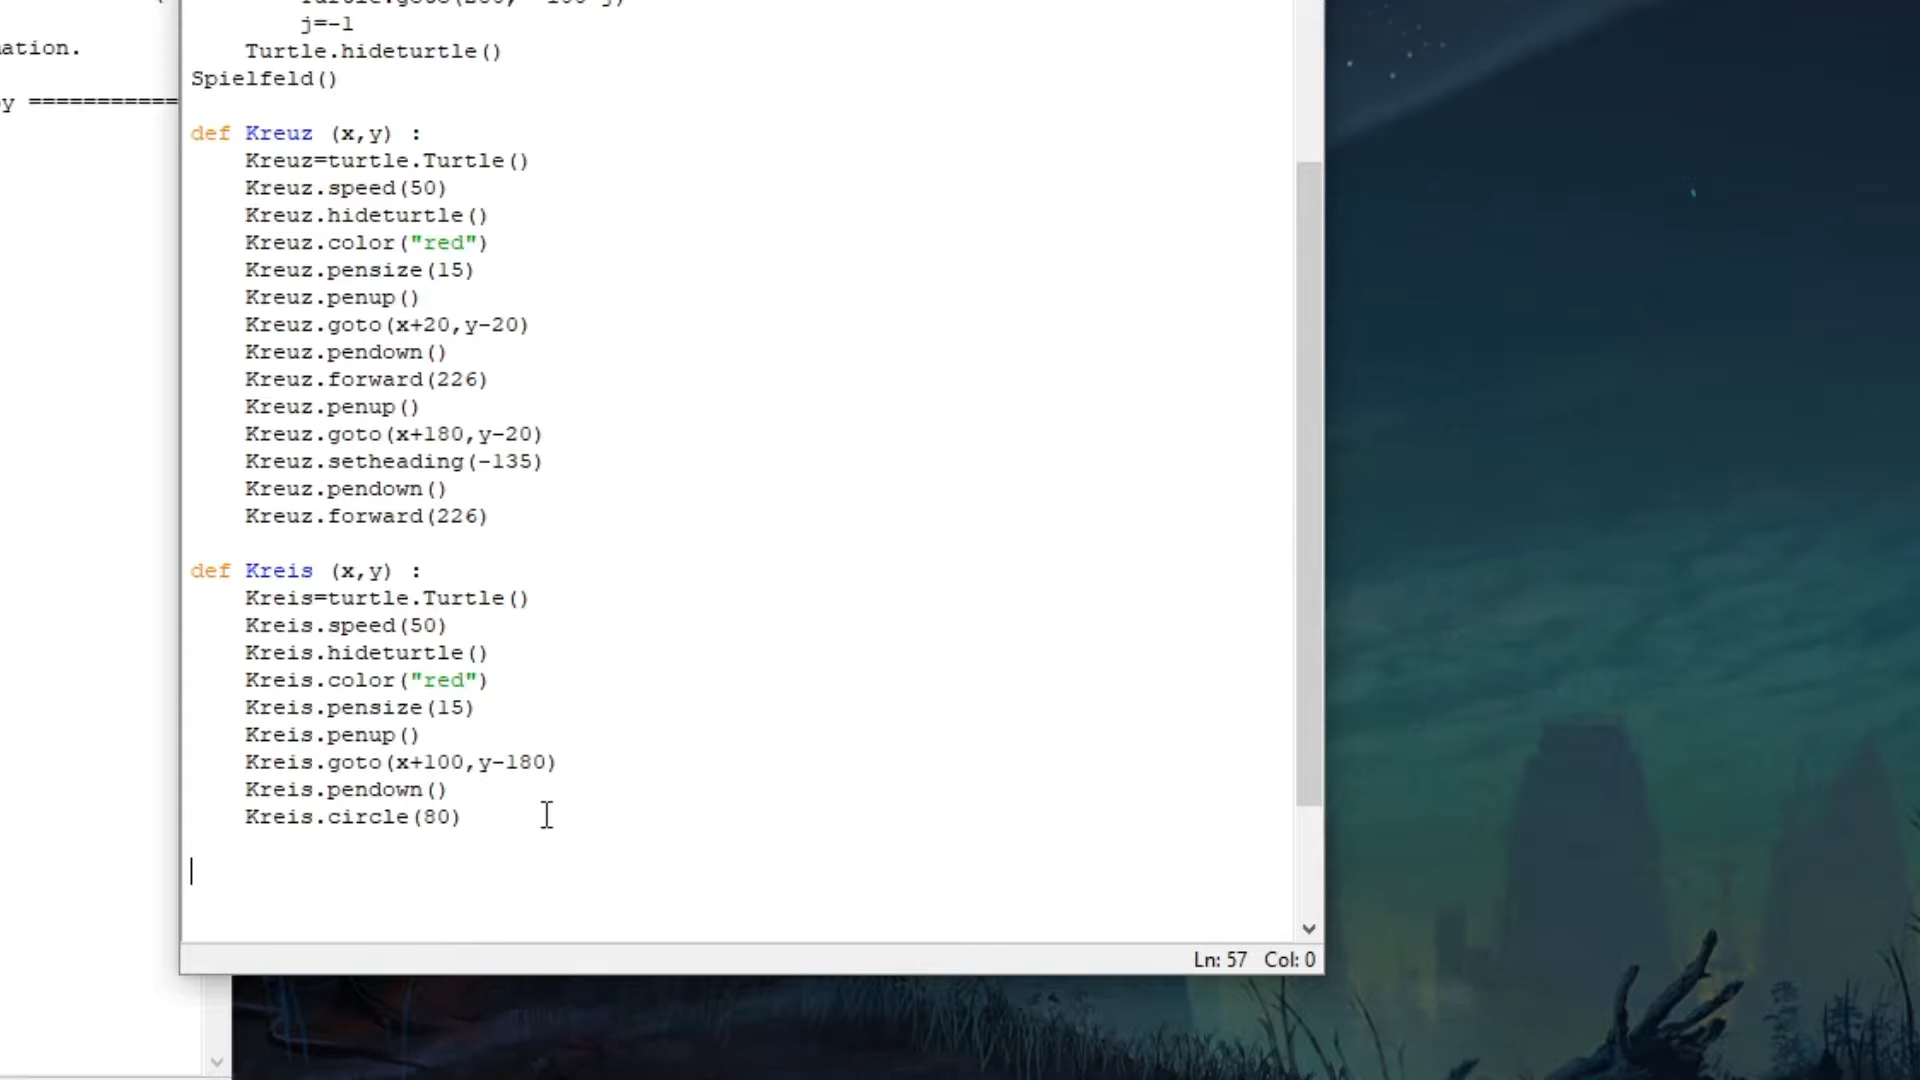 ation.
y ===========
j=-1
Turtle.hideturtle()
Spielfeld()
def Kreuz (x,y) :
Kreuz=turtle.Turtle()
Kreuz.speed(50)
Kreuz.hideturtle()
Kreuz.color("red")
Kreuz.pensize(15)
Kreuz.penup()
Kreuz.goto(x+20,y-20)
Kreuz.pendown()
Kreuz.forward(226)
Kreuz.penup()
Kreuz.goto(x+180,y-20)
Kreuz.setheading(-135)
Kreuz.pendown()
Kreuz.forward(226)
def Kreis (x,y) :
Kreis=turtle.Turtle()
Kreis.speed(50)
Kreis.hideturtle()
Kreis.color("red")
Kreis.pensize(15)
Kreis.penup()
Kreis.goto(x+100,y-180)
Kreis.pendown()
Kreis.circle(80)
Ln: 57 Col: 0